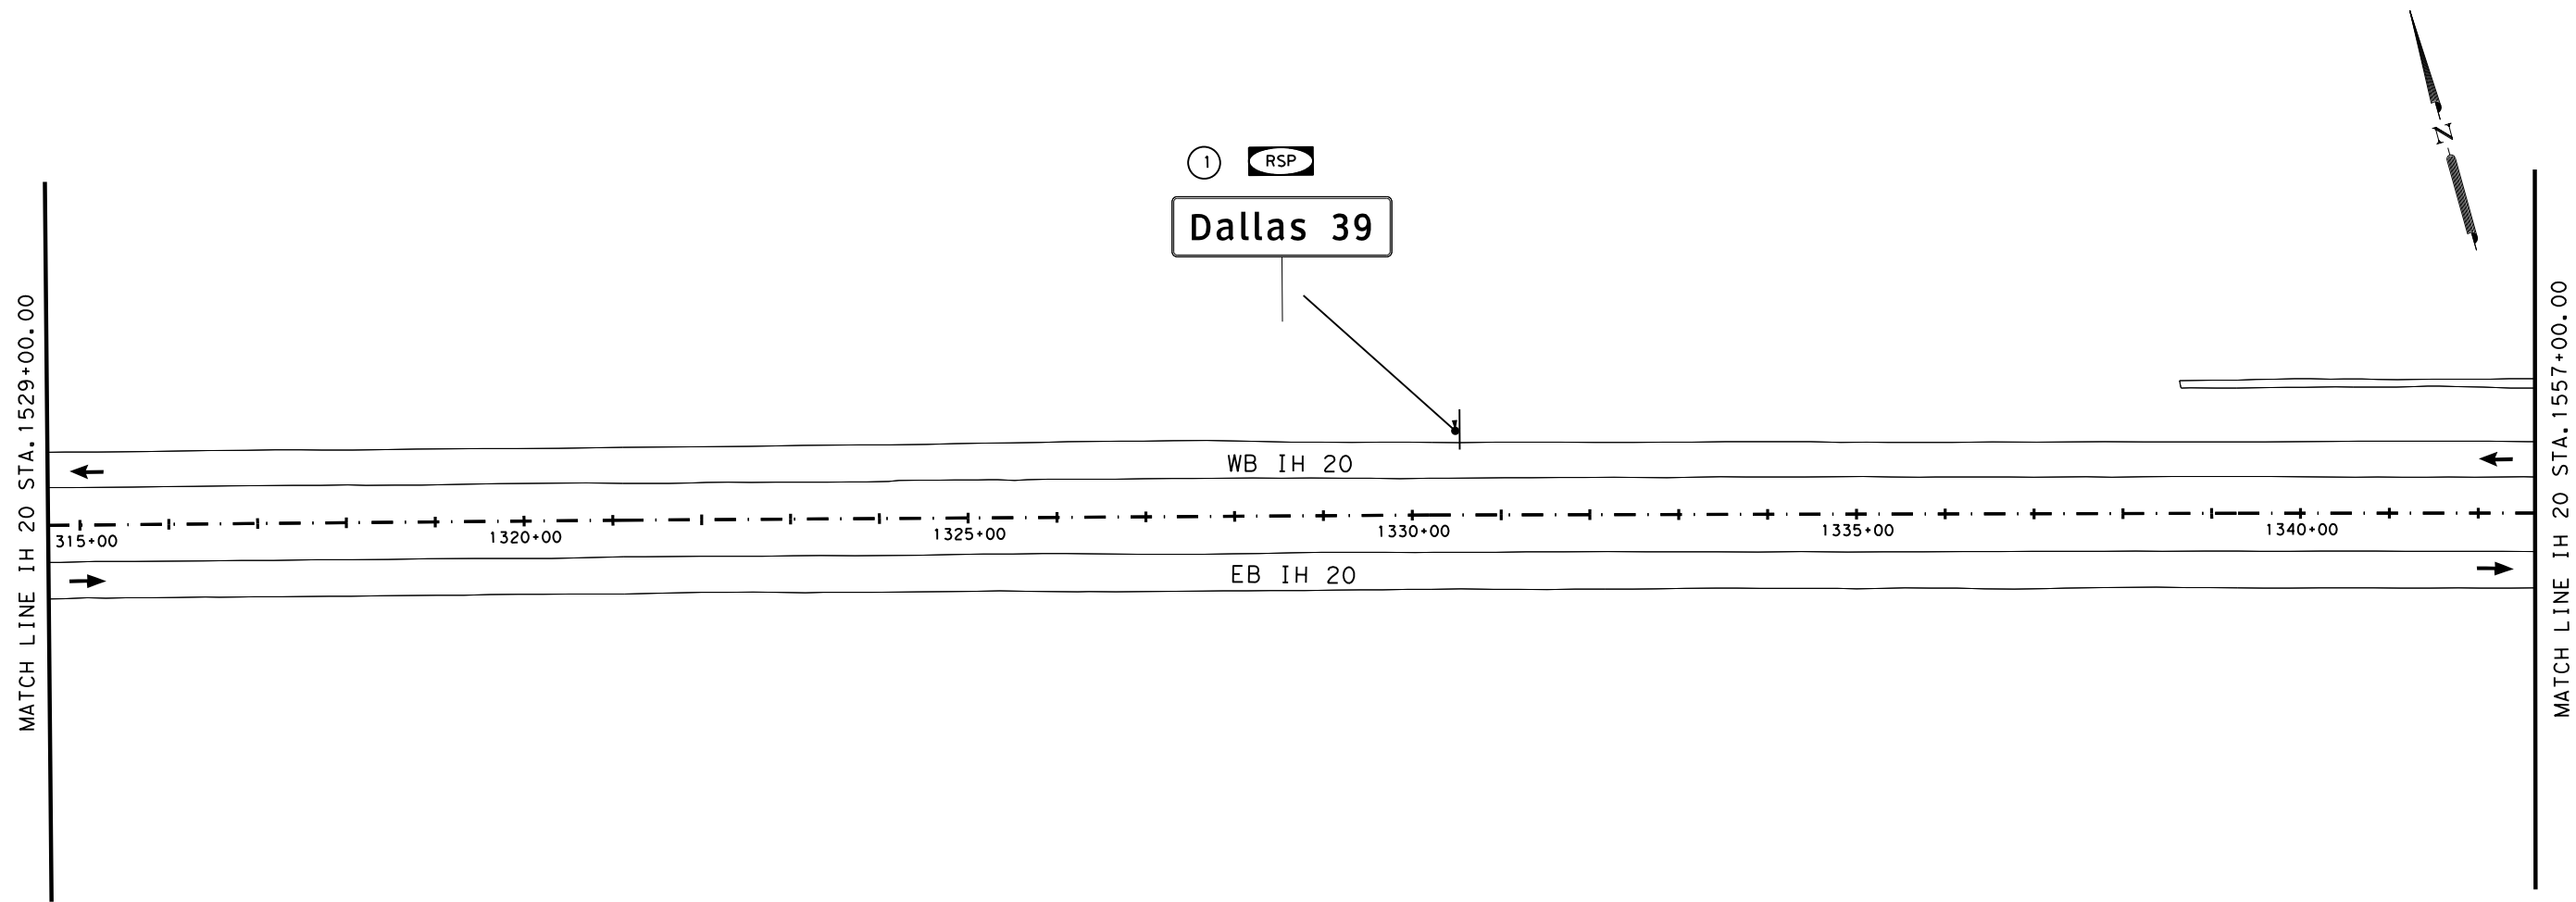 N
1 RSP
Dallas 39
MATCH LINE IH 20 STA. 1529+00.00
MATCH LINE IH 20 STA. 1557+00.00
WB IH 20
315+00 1320+00 1325+00 1330+00 1335+00 1340+00
EB IH 20